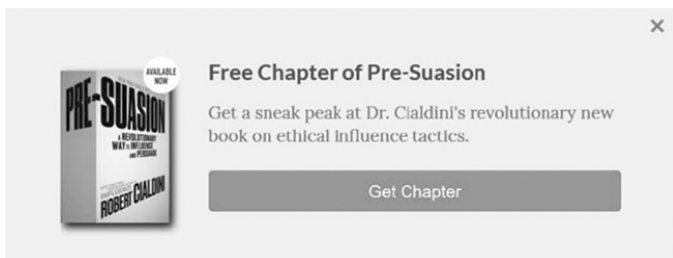 ×
AVAILABLE
NOW
Free Chapter of Pre-Suasion
PRE-SUASION
A REVOLUTIONARY
WAY TO INFLUENCE
AND PERSUADE
ROBERT CIALDINI
Get a sneak peak at Dr. Cialdini's revolutionary new
book on ethical influence tactics.
Get Chapter